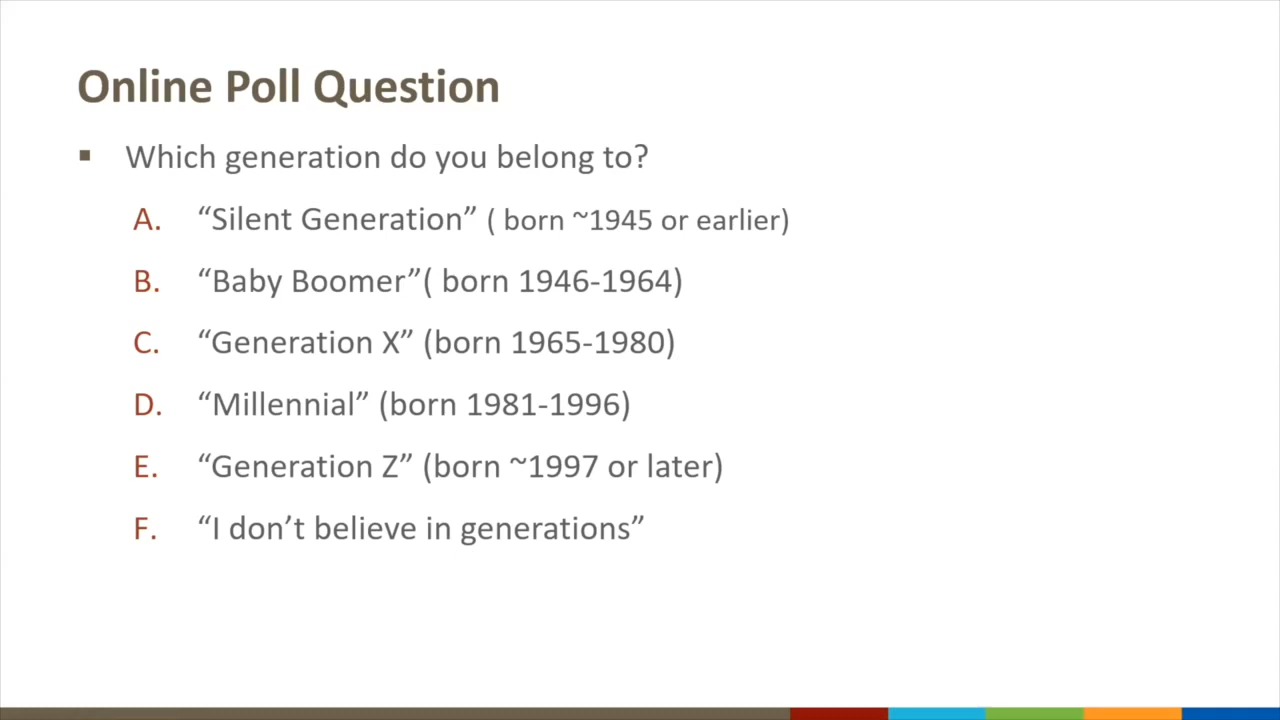 Online Poll Question
▪ Which generation do you belong to?
A. “Silent Generation” ( born ~1945 or earlier)
B. “Baby Boomer”( born 1946-1964)
C. “Generation X” (born 1965-1980)
D. “Millennial” (born 1981-1996)
E. “Generation Z” (born ~1997 or later)
F. “I don’t believe in generations”